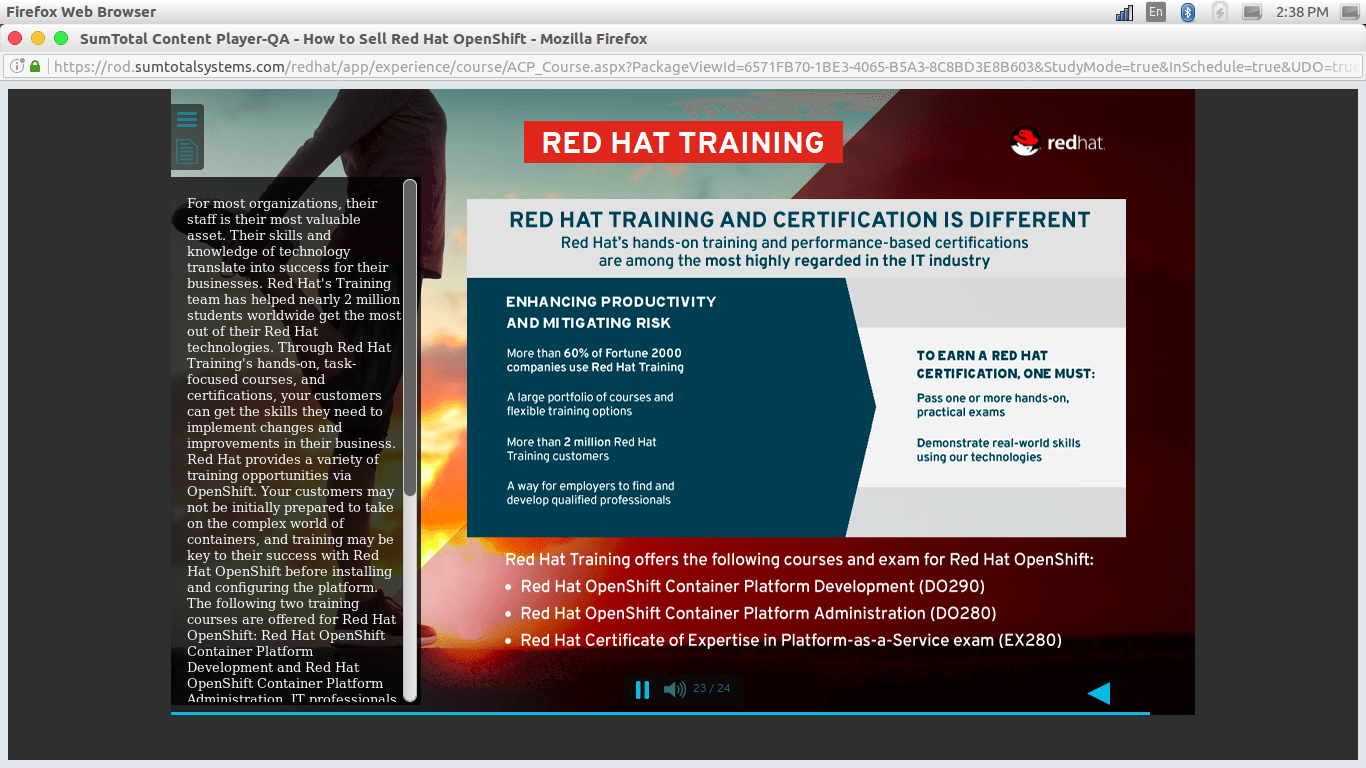 Firefox Web Browser
En
2:38 PM
SumTotal Content Player-QA - How to Sell Red Hat OpenShift - Mozilla Firefox
https://rod.sumtotalsystems.com/redhat/app/experience/course/ACP_Course.aspx?PackageViewId=6571FB70-1BE3-4065-B5A3-8C8BD3E8B603&StudyMode=true&InSchedule=true&UDO=true
RED HAT TRAINING
redhat.
For most organizations, their
staff is their most valuable
asset. Their skills and
knowledge of technology
translate into success for their
businesses. Red Hat's Training
team has helped nearly 2 million
students worldwide get the most
out of their Red Hat
technologies. Through Red Hat
Training's hands-on, task-
focused courses, and
certifications, your customers
can get the skills they need to
implement changes and
improvements in their business.
Red Hat provides a variety of
training opportunities via
OpenShift. Your customers may
not be initially prepared to take
on the complex world of
containers, and training may be
key to their success with Red
Hat OpenShift before installing
and configuring the platform.
The following two training
courses are offered for Red Hat
OpenShift: Red Hat OpenShift
Container Platform
Development and Red Hat
OpenShift Container Platform
Administration. IT professionals
RED HAT TRAINING AND CERTIFICATION IS DIFFERENT
Red Hat's hands-on training and performance-based certifications
are among the most highly regarded in the IT industry
ENHANCING PRODUCTIVITY
AND MITIGATING RISK
More than 60% of Fortune 2000
companies use Red Hat Training
A large portfolio of courses and
flexible training options
More than 2 million Red Hat
Training customers
A way for employers to find and
develop qualified professionals
TO EARN A RED HAT
CERTIFICATION, ONE MUST:
Pass one or more hands-on,
practical exams
Demonstrate real-world skills
using our technologies
Red Hat Training offers the following courses and exam for Red Hat OpenShift:
• Red Hat OpenShift Container Platform Development (DO290)
• Red Hat OpenShift Container Platform Administration (DO280)
• Red Hat Certificate of Expertise in Platform-as-a-Service exam (EX280)
23 / 24